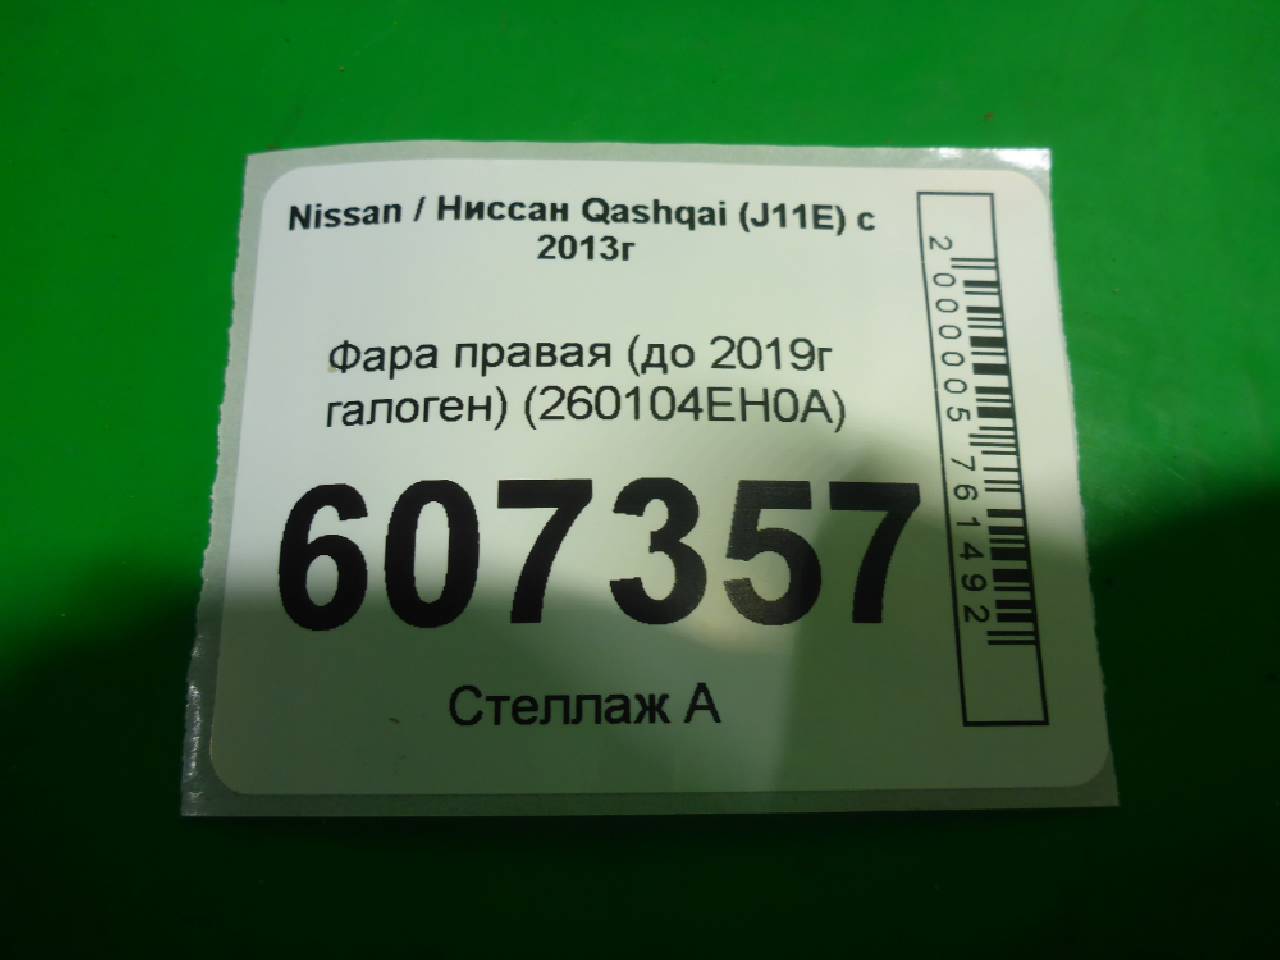 Nissan / Ниссан Qashqai (J11E) с
2013г
Фара правая (до 2019г
галоген) (260104EH0A)
607357
Стеллаж А
2000005761492